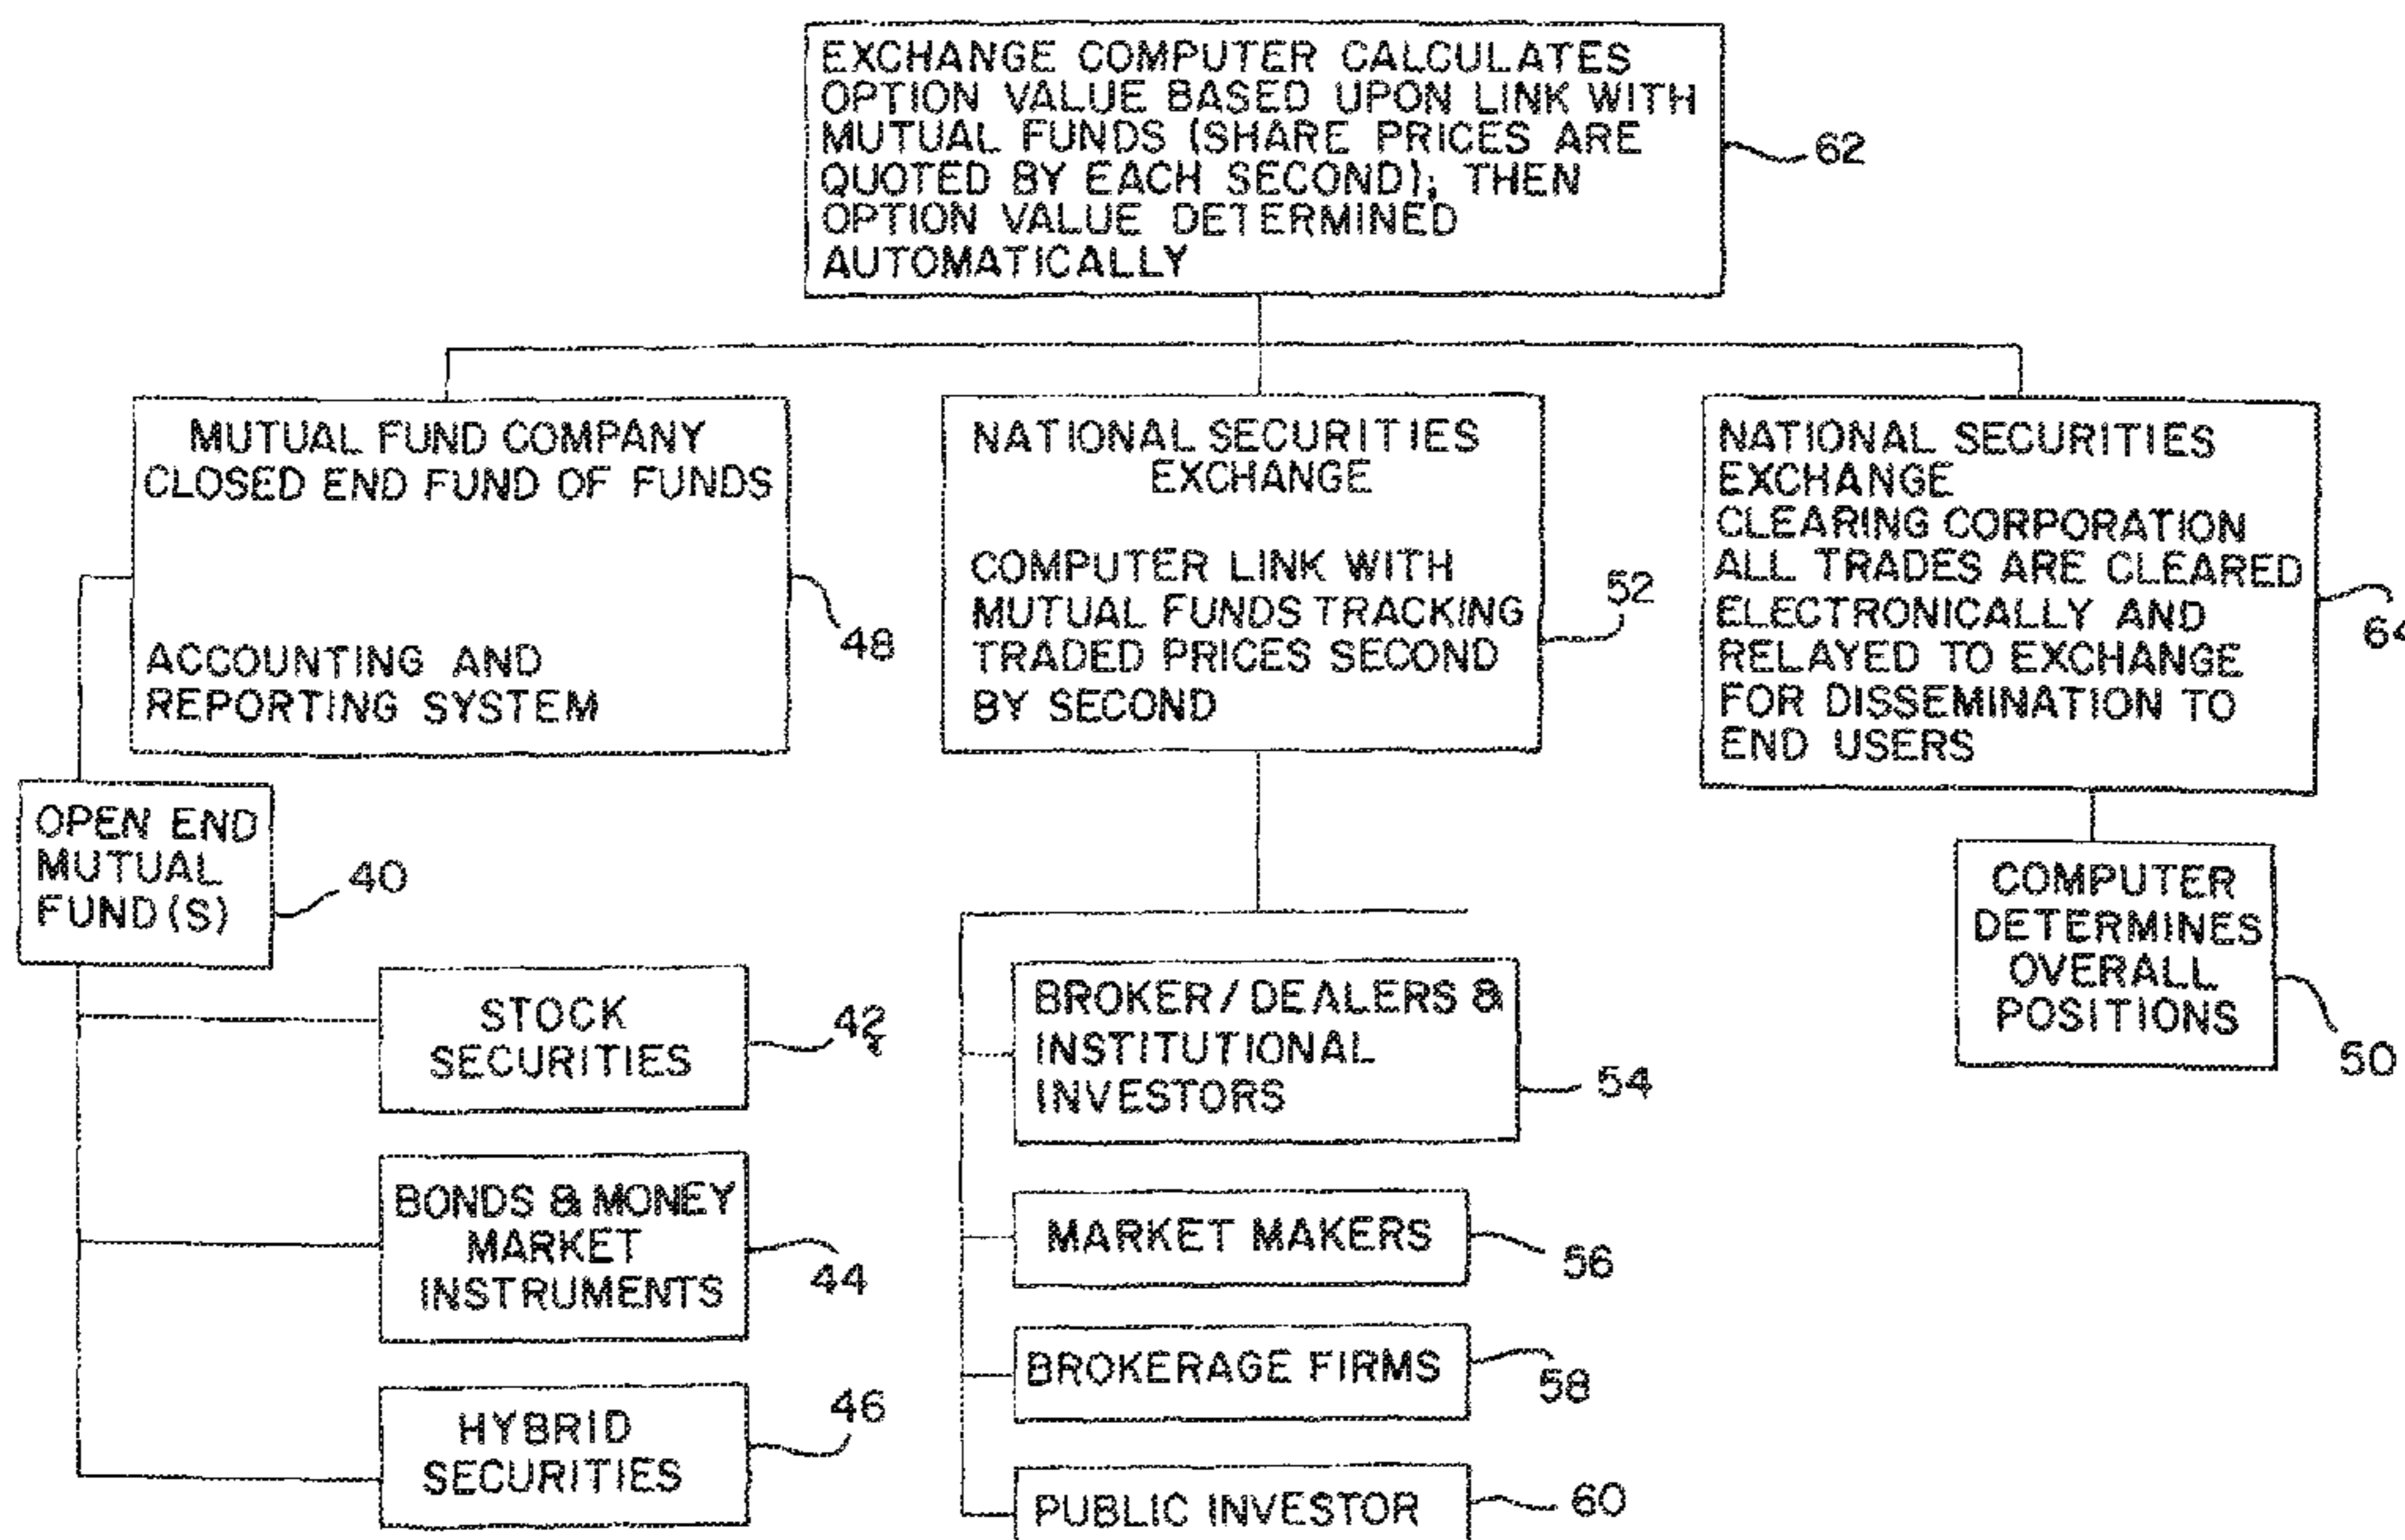 EXCHANGE COMPUTER CALCULATES
OPTION VALUE BASED UPON LINK WITH
MUTUAL FUNDS (SHARE PRICES ARE
QUOTED BY EACH SECOND); THEN
OPTION VALUE DETERMINED
AUTOMATICALLY
62
MUTUAL FUND COMPANY
CLOSED END FUND OF FUNDS
ACCOUNTING AND
REPORTING SYSTEM
48
NATIONAL SECURITIES
EXCHANGE
COMPUTER LINK WITH
MUTUAL FUNDS TRACKING
TRADED PRICES SECOND
BY SECOND
52
NATIONAL SECURITIES
EXCHANGE
CLEARING CORPORATION
ALL TRADES ARE CLEARED
ELECTRONICALLY AND
RELAYED TO EXCHANGE
FOR DISSEMINATION TO
END USERS
64
OPEN END
MUTUAL
FUND(S)
40
STOCK
SECURITIES
42
BONDS & MONEY
MARKET
INSTRUMENTS
44
HYBRID
SECURITIES
46
BROKER/DEALERS &
INSTITUTIONAL
INVESTORS
54
MARKET MAKERS
56
BROKERAGE FIRMS
58
PUBLIC INVESTOR
60
COMPUTER
DETERMINES
OVERALL
POSITIONS
50